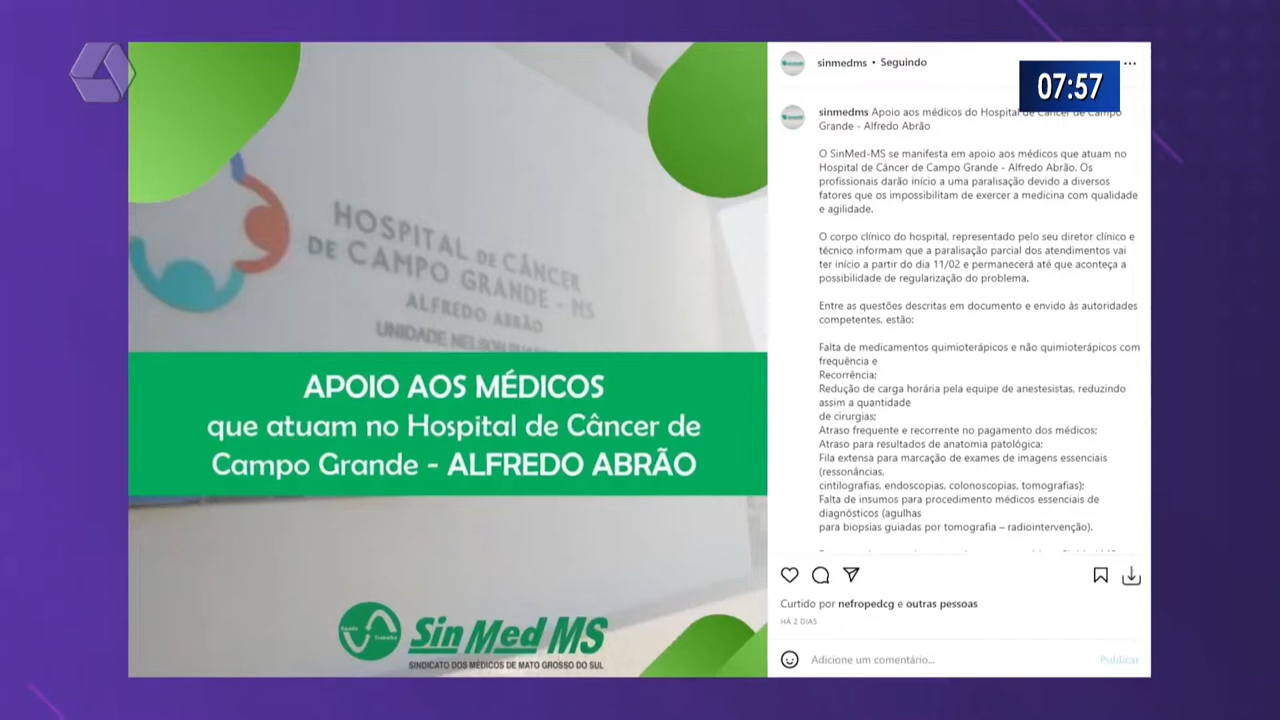 07:57
HOSPITAL DE CÂNCER
DE CAMPO GRANDE - MS
ALFREDO ABRÃO
UNIDADE NELSON
APOIO AOS MÉDICOS
que atuam no Hospital de Câncer de
Campo Grande - ALFREDO ABRÃO
Saúde
Trabalho
Sin Med MS
SINDICATO DOS MÉDICOS DE MATO GROSSO DO SUL
sinmedms • Seguindo
sinmedms Apoio aos médicos do Hospital de Câncer de Campo
Grande - Alfredo Abrão
O SinMed-MS se manifesta em apoio aos médicos que atuam no
Hospital de Câncer de Campo Grande - Alfredo Abrão. Os
profissionais darão início a uma paralisação devido a diversos
fatores que os impossibilitam de exercer a medicina com qualidade
e agilidade.
O corpo clínico do hospital, representado pelo seu diretor clínico e
técnico informam que a paralisação parcial dos atendimentos vai
ter início a partir do dia 11/02 e permanecerá até que aconteça a
possibilidade de regularização do problema.
Entre as questões descritas em documento e envido às autoridades
competentes, estão:
Falta de medicamentos quimioterápicos e não quimioterápicos com
frequência e
Recorrência;
Redução de carga horária pela equipe de anestesistas, reduzindo
assim a quantidade
de cirurgias;
Atraso frequente e recorrente no pagamento dos médicos;
Atraso para resultados de anatomia patológica;
Fila extensa para marcação de exames de imagens essenciais
(ressonâncias,
cintilografias, endoscopias, colonoscopias, tomografias);
Falta de insumos para procedimento médicos essenciais de
diagnósticos (agulhas
para biopsias guiadas por tomografia – radiointervenção).
Curtido por nefropedcg e outras pessoas
HÁ 2 DIAS
Adicione um comentário...
Publicar